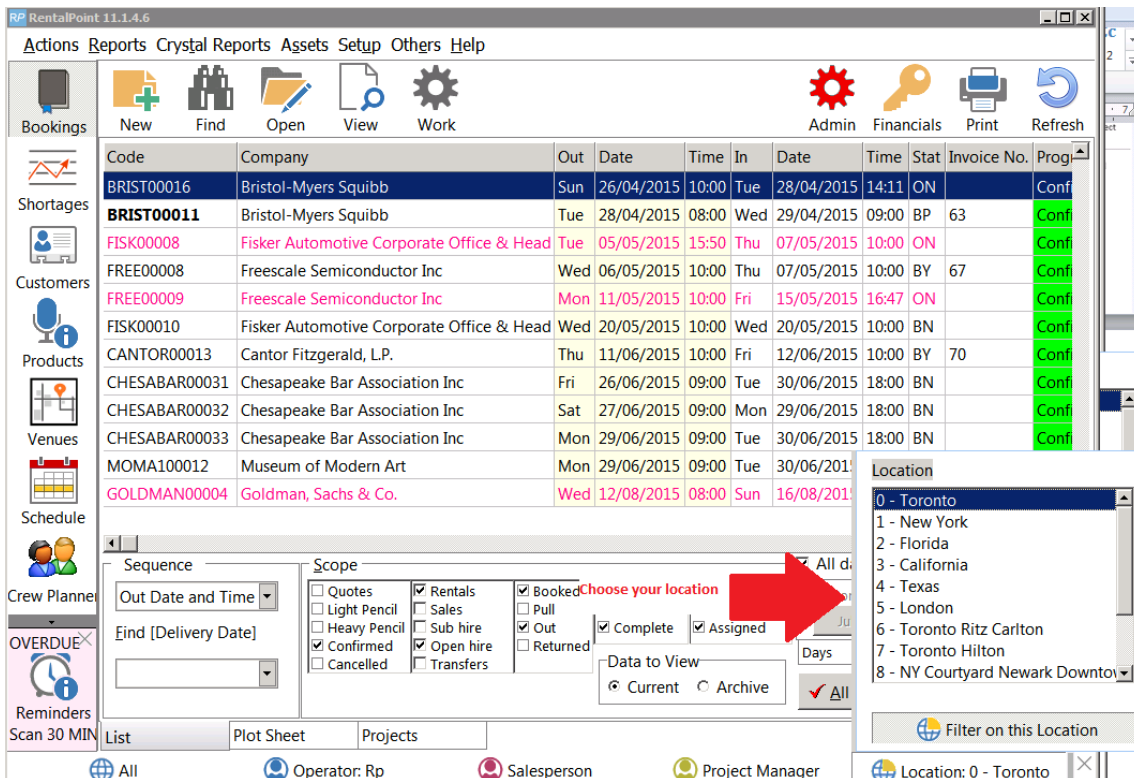 RP RentalPoint 11.1.4.6
Actions Reports Crystal Reports Assets Setup Others Help
Bookings New Find Open View Work Admin Financials Print Refresh
Code Company Out Date Time In Date Time Stat Invoice No. Progr
BRIST00016 Bristol-Myers Squibb Sun 26/04/2015 10:00 Tue 28/04/2015 14:11 ON Confi
BRIST00011 Bristol-Myers Squibb Tue 28/04/2015 08:00 Wed 29/04/2015 09:00 BP 63 Confi
FISK00008 Fisker Automotive Corporate Office & Head Tue 05/05/2015 15:50 Thu 07/05/2015 10:00 ON Confi
FREE00008 Freescale Semiconductor Inc Wed 06/05/2015 10:00 Thu 07/05/2015 10:00 BY 67 Confi
FREE00009 Freescale Semiconductor Inc Mon 11/05/2015 10:00 Fri 15/05/2015 16:47 ON Confi
FISK00010 Fisker Automotive Corporate Office & Head Wed 20/05/2015 10:00 Wed 20/05/2015 10:00 BN Confi
CANTOR00013 Cantor Fitzgerald, L.P. Thu 11/06/2015 10:00 Fri 12/06/2015 10:00 BY 70 Confi
CHESABAR00031 Chesapeake Bar Association Inc Fri 26/06/2015 09:00 Tue 30/06/2015 18:00 BN Confi
CHESABAR00032 Chesapeake Bar Association Inc Sat 27/06/2015 09:00 Mon 29/06/2015 18:00 BN Confi
CHESABAR00033 Chesapeake Bar Association Inc Mon 29/06/2015 09:00 Tue 30/06/2015 18:00 BN Confi
MOMA100012 Museum of Modern Art Mon 29/06/2015 09:00 Tue 30/06/201
GOLDMAN00004 Goldman, Sachs & Co. Wed 12/08/2015 08:00 Sun 16/08/201
Shortages
Customers
Products
Venues
Schedule
Crew Planner
OVERDUE
Reminders
Scan 30 MIN
Sequence
Out Date and Time
Find [Delivery Date]
Scope
Quotes Rentals Booked
Light Pencil Sales Pull
Heavy Pencil Sub hire Out Complete Assigned
Confirmed Open hire Returned
Cancelled Transfers
Choose your location
All da
Ju
Days
Data to View
Current Archive
All
Location
0 - Toronto
1 - New York
2 - Florida
3 - California
4 - Texas
5 - London
6 - Toronto Ritz Carlton
7 - Toronto Hilton
8 - NY Courtyard Newark Downtow
Filter on this Location
List Plot Sheet Projects
All Operator: Rp Salesperson Project Manager Location: 0 - Toronto